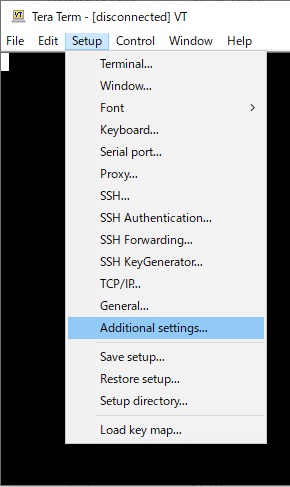 VT Tera Term - [disconnected] VT
File Edit Setup Control Window Help
Terminal...
Window...
Font
Keyboard...
Serial port...
Proxy...
SSH...
SSH Authentication...
SSH Forwarding...
SSH KeyGenerator...
TCP/IP...
General...
Additional settings...
Save setup...
Restore setup...
Setup directory...
Load key map...